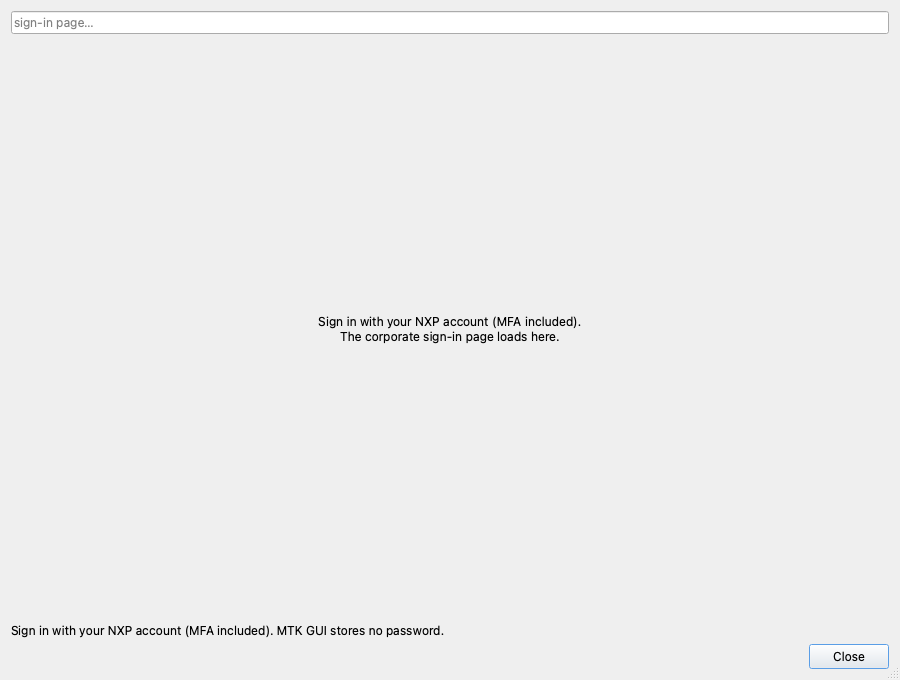 sign-in page...
Sign in with your NXP account (MFA included).
The corporate sign-in page loads here.
Sign in with your NXP account (MFA included). MTK GUI stores no password.
Close